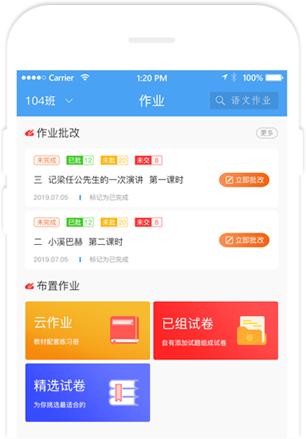 Carrier 1:20 PM 100%
104班 作业 语文作业
作业批改 更多
未完成 已批 12 未批 20 未交 8
三 记梁任公先生的一次演讲 第一课时 立即批改
2019.07.05 标记为已完成
未完成 已批 12 未批 20 未交 8
二 小溪巴赫 第二课时 立即批改
2019.07.05 标记为已完成
布置作业
云作业 已组试卷
教材配套练习册 自有添加试题组成试卷
精选试卷
为你挑选最适合的